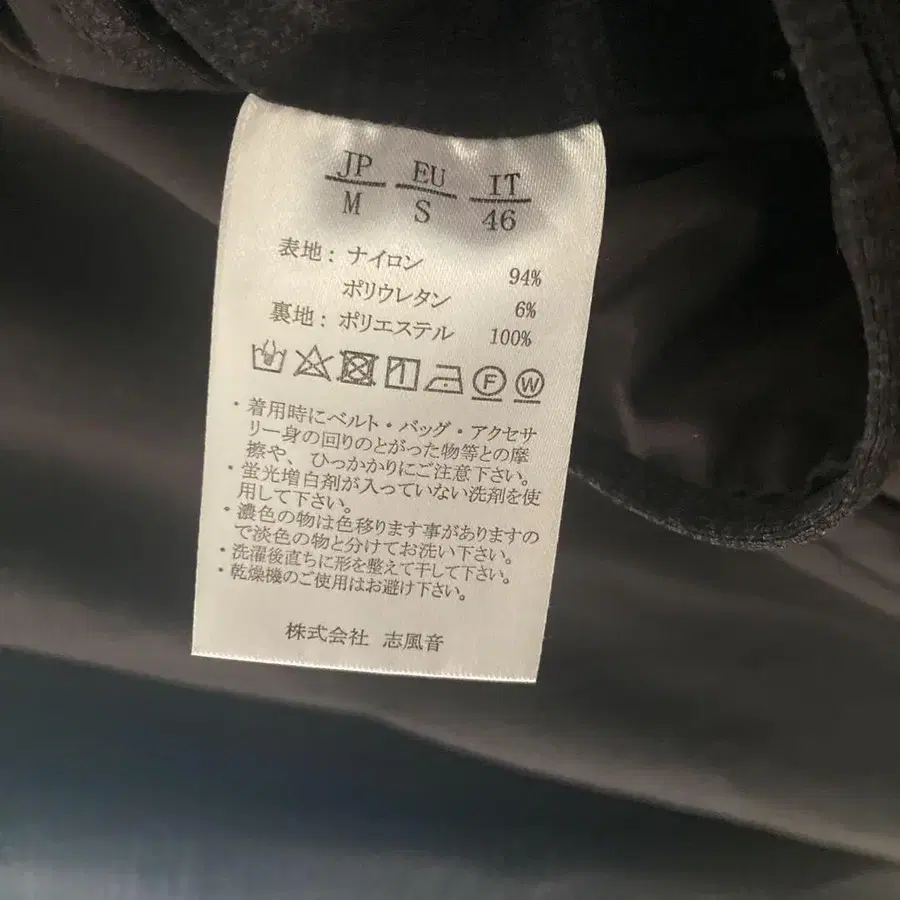 JP EU IT
M S 46
表地: ナイロン 94%
ポリウレタン 6%
裏地: ポリエステル 100%
F W
・着用時にベルト・バッグ・アクセサ
リー身の回りのとがった物等との摩
擦や、ひっかかりにご注意下さい。
・蛍光増白剤が入っていない洗剤を使
用して下さい。
・濃色の物は色移ります事がありますの
で淡色の物と分けてお洗い下さい。
・洗濯後直ちに形を整えて干して下さい。
・乾燥機のご使用はお避け下さい。
株式会社 志風音